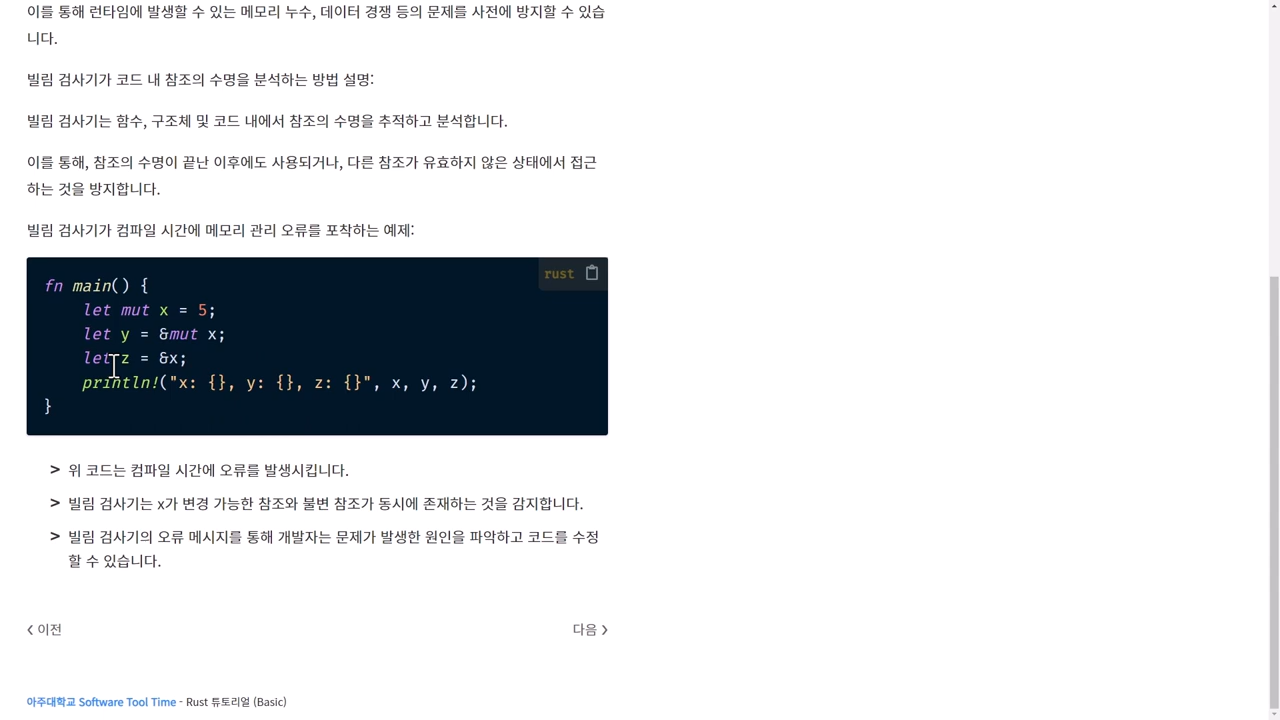 이를 통해 런타임에 발생할 수 있는 메모리 누수, 데이터 경쟁 등의 문제를 사전에 방지할 수 있습
니다.
빌림 검사기가 코드 내 참조의 수명을 분석하는 방법 설명:
빌림 검사기는 함수, 구조체 및 코드 내에서 참조의 수명을 추적하고 분석합니다.
이를 통해, 참조의 수명이 끝난 이후에도 사용되거나, 다른 참조가 유효하지 않은 상태에서 접근
하는 것을 방지합니다.
빌림 검사기가 컴파일 시간에 메모리 관리 오류를 포착하는 예제:
rust
fn main() {
    let mut x = 5;
    let y = &mut x;
    let z = &x;
    println!("x: {}, y: {}, z: {}", x, y, z);
}
> 위 코드는 컴파일 시간에 오류를 발생시킵니다.
> 빌림 검사기는 x가 변경 가능한 참조와 불변 참조가 동시에 존재하는 것을 감지합니다.
> 빌림 검사기의 오류 메시지를 통해 개발자는 문제가 발생한 원인을 파악하고 코드를 수정
할 수 있습니다.
‹ 이전
다음 ›
아주대학교 Software Tool Time - Rust 튜토리얼 (Basic)